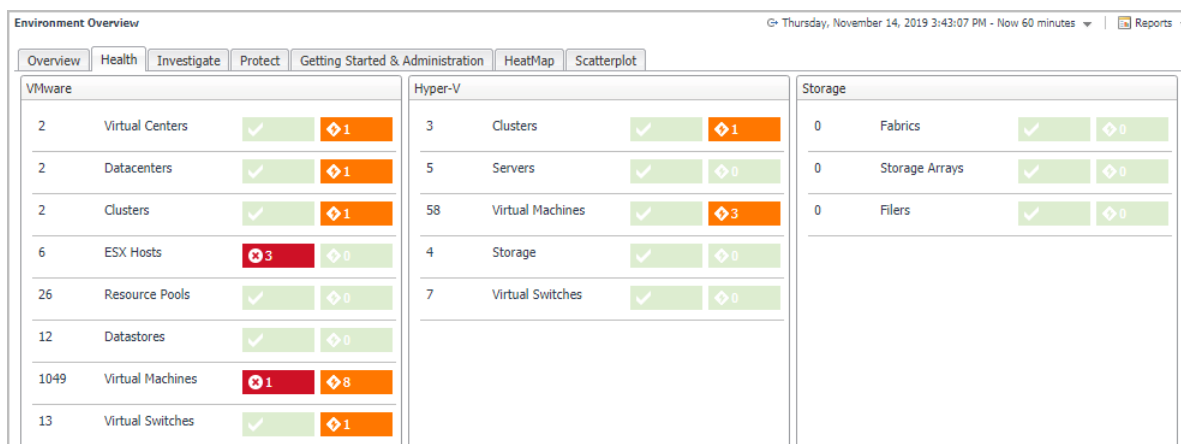 Environment Overview
Thursday, November 14, 2019 3:43:07 PM - Now 60 minutes
Reports
Overview Health Investigate Protect Getting Started & Administration HeatMap Scatterplot
VMware
2 Virtual Centers 1
2 Datacenters 1
2 Clusters 1
6 ESX Hosts 3 0
26 Resource Pools 0
12 Datastores 0
1049 Virtual Machines 1 8
13 Virtual Switches 1
Hyper-V
3 Clusters 1
5 Servers 0
58 Virtual Machines 3
4 Storage 0
7 Virtual Switches 0
Storage
0 Fabrics 0
0 Storage Arrays 0
0 Filers 0